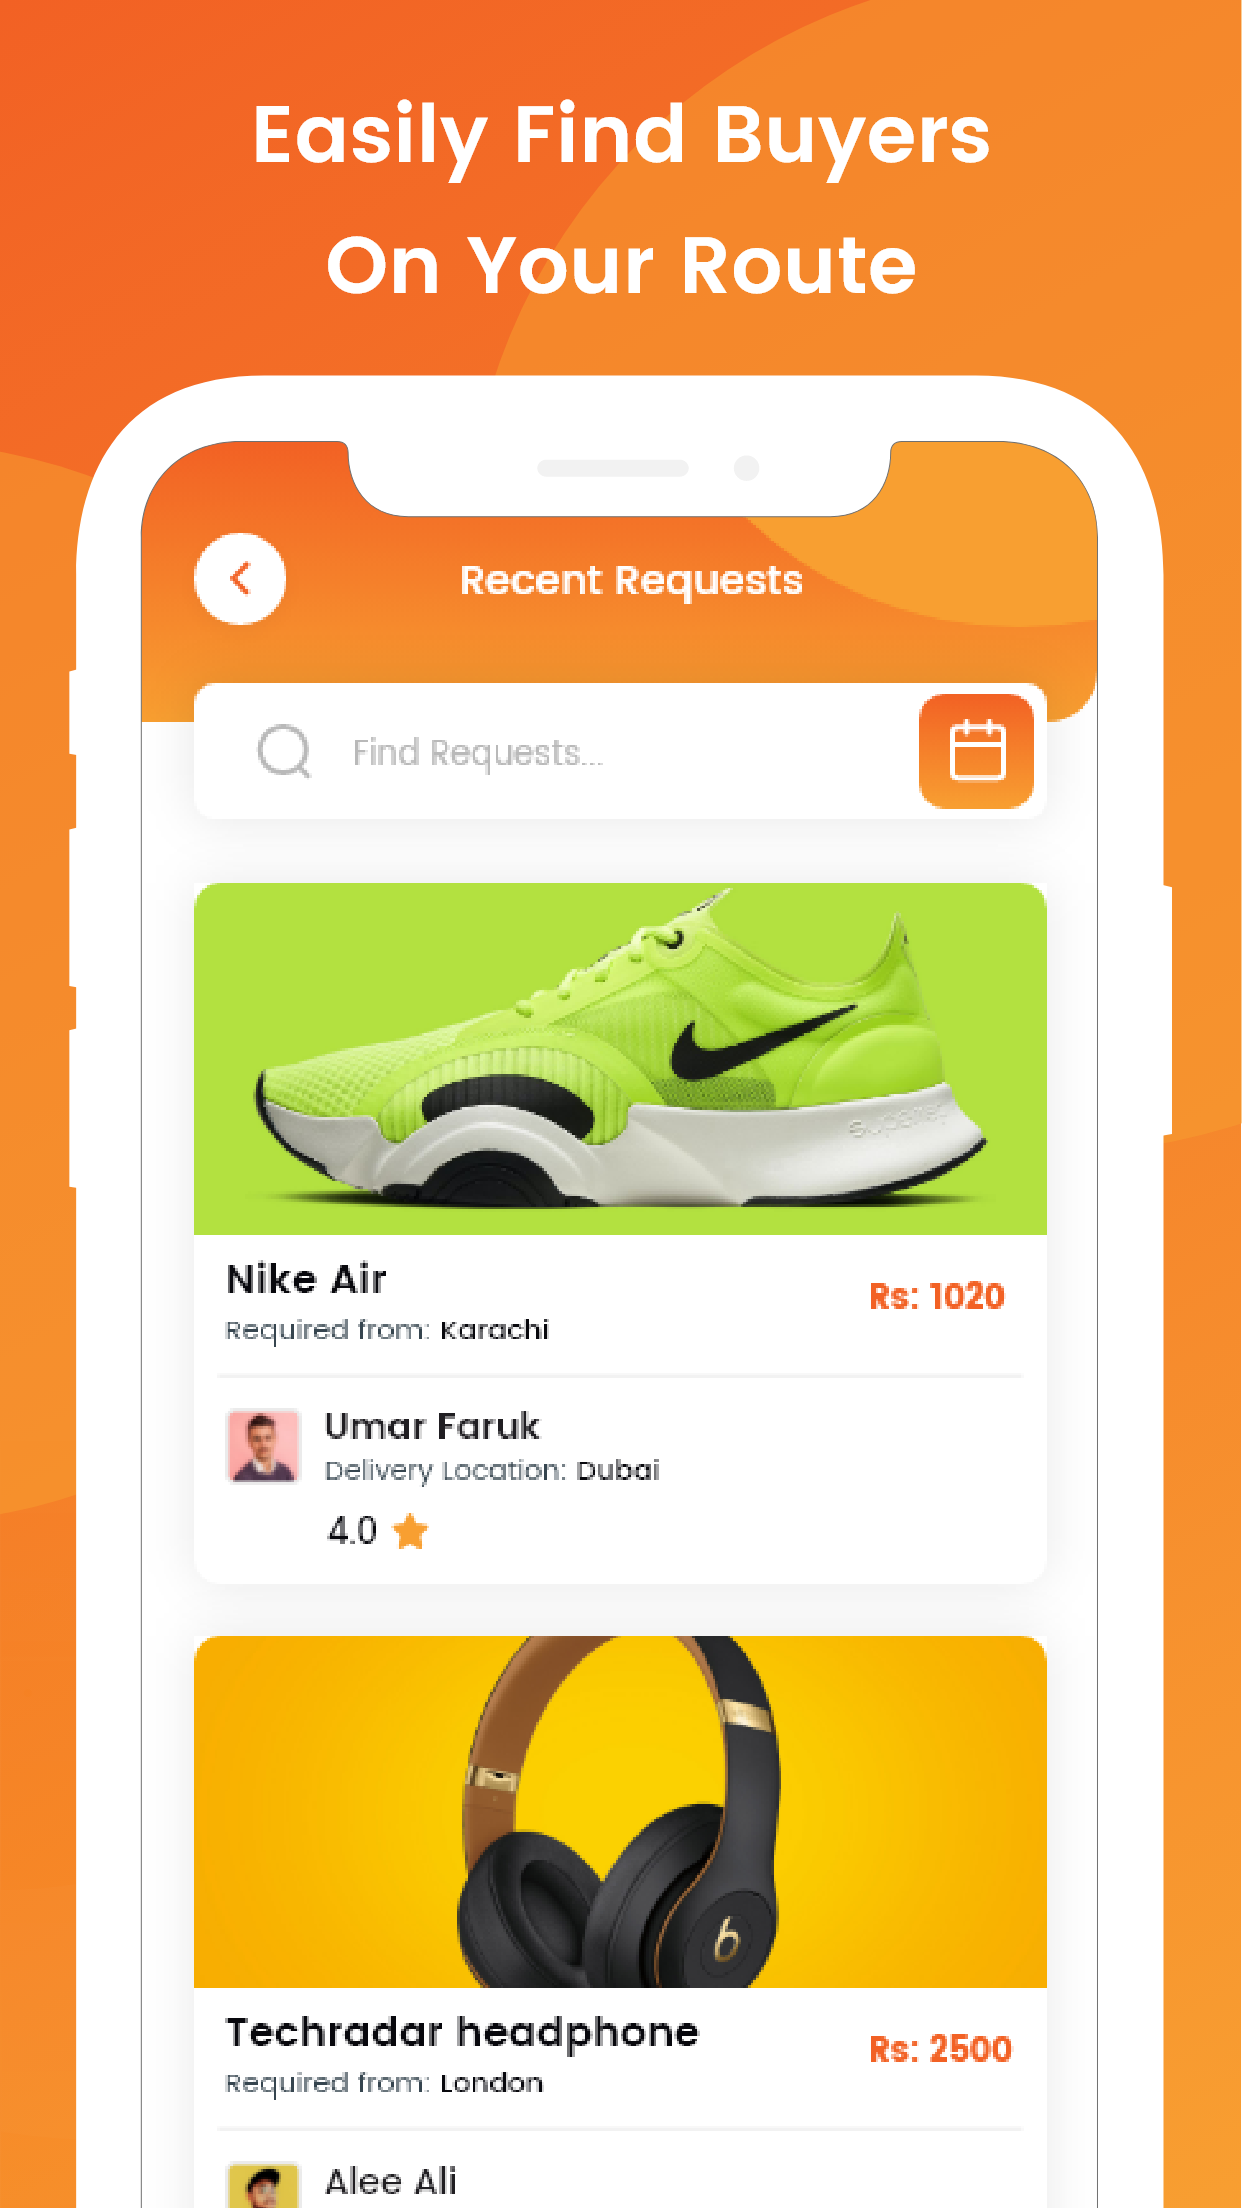 Easily Find Buyers
On Your Route
Recent Requests
Find Requests...
Nike Air
Rs: 1020
Required from: Karachi
Umar Faruk
Delivery Location: Dubai
4.0
Techradar headphone
Rs: 2500
Required from: London
Alee Ali